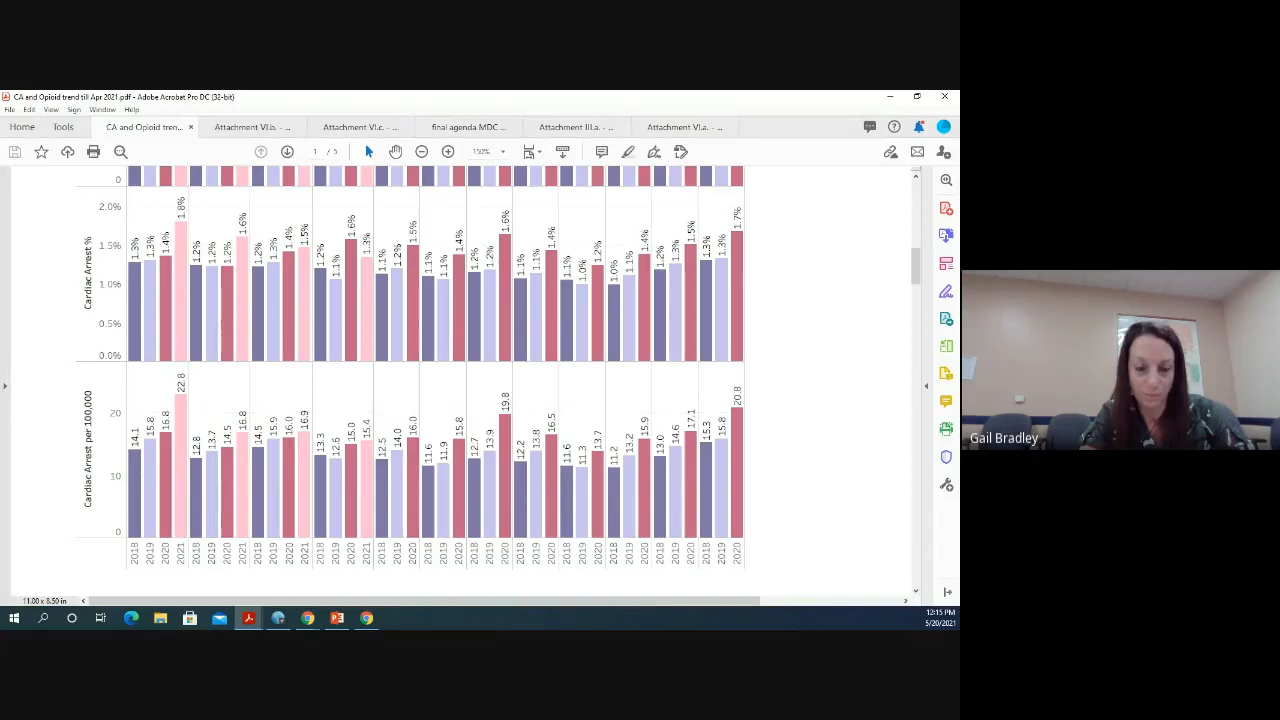 CA and Opioid trend till Apr 2021.pdf - Adobe Acrobat Pro DC (32-bit)
File Edit View Sign Window Help
Home Tools CA and Opioid tren... × Attachment VI.b. - ... Attachment VI.c. - ... final agenda MDC ... Attachment III.a. - ... Attachment VI.a. - ...
1 / 5 150%
0
Cardiac Arrest %
2.0%
1.5%
1.0%
0.5%
0.0%
1.3% 1.3% 1.4% 1.8% 1.2% 1.2% 1.2% 1.6% 1.2% 1.3% 1.4% 1.5% 1.2% 1.1% 1.6% 1.3% 1.1% 1.2% 1.5% 1.1% 1.1% 1.4% 1.2% 1.2% 1.6% 1.1% 1.1% 1.4% 1.1% 1.0% 1.2% 1.0% 1.1% 1.4% 1.2% 1.3% 1.5% 1.3% 1.3% 1.7%
Cardiac Arrest per 100,000
20
10
0
14.1 15.8 16.8 22.8 12.8 13.7 14.5 16.8 14.5 15.9 16.0 16.9 13.3 12.6 15.0 15.4 12.5 14.0 16.0 11.6 11.9 15.8 12.7 13.9 19.8 12.2 13.8 16.5 11.6 11.3 13.7 11.2 13.2 15.9 13.0 14.6 17.1 15.3 15.8 20.8
2018 2019 2020 2021 2018 2019 2020 2021 2018 2019 2020 2021 2018 2019 2020 2021 2018 2019 2020 2018 2019 2020 2018 2019 2020 2018 2019 2020 2018 2019 2020 2018 2019 2020 2018 2019 2020 2018 2019 2020
11.00 x 8.50 in
12:15 PM
5/20/2021
Gail Bradley